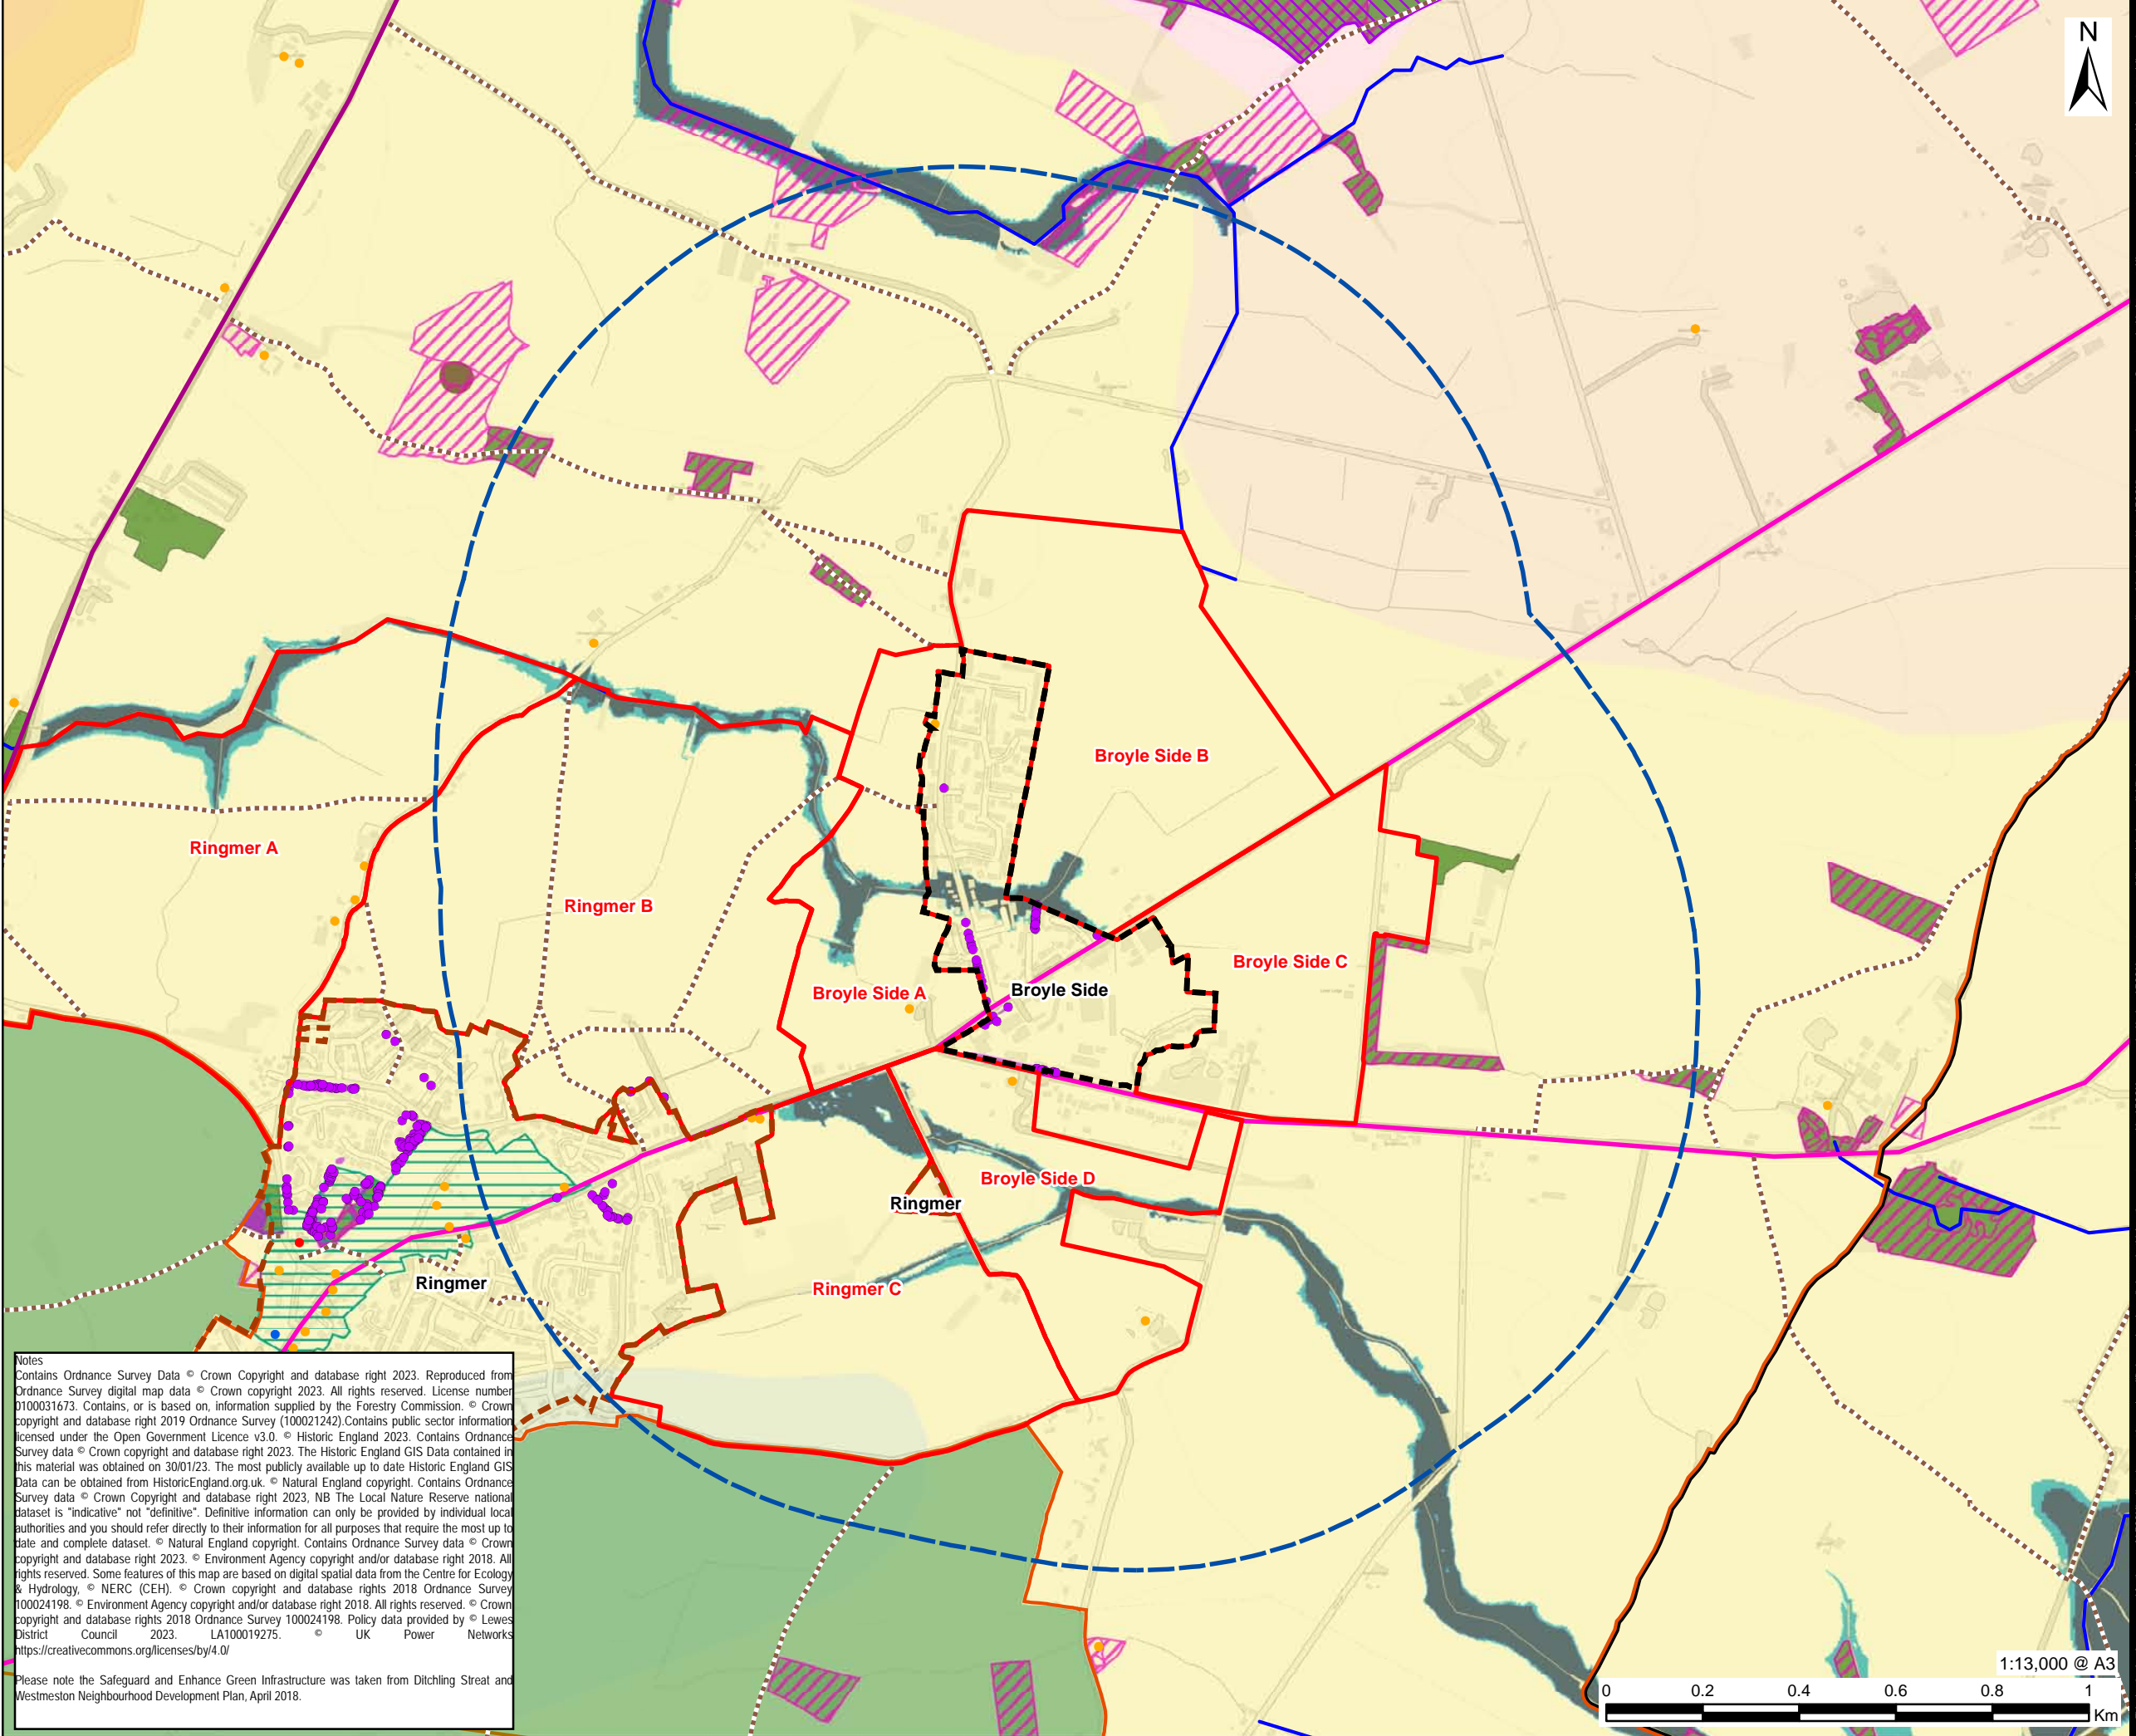 N
Broyle Side B
Ringmer A
Ringmer B
Broyle Side C
Broyle Side
Broyle Side A
Broyle Side D
Ringmer
Ringmer
Ringmer C
Notes
Contains Ordnance Survey Data © Crown Copyright and database right 2023. Reproduced from
Ordnance Survey digital map data © Crown copyright 2023. All rights reserved. License number
0100031673. Contains, or is based on, information supplied by the Forestry Commission. © Crown
copyright and database right 2019 Ordnance Survey (100021242).Contains public sector information
licensed under the Open Government Licence v3.0. © Historic England 2023. Contains Ordnance
Survey data © Crown copyright and database right 2023. The Historic England GIS Data contained in
this material was obtained on 30/01/23. The most publicly available up to date Historic England GIS
Data can be obtained from HistoricEngland.org.uk. © Natural England copyright. Contains Ordnance
Survey data © Crown Copyright and database right 2023, NB The Local Nature Reserve national
dataset is "indicative" not "definitive". Definitive information can only be provided by individual local
authorities and you should refer directly to their information for all purposes that require the most up to
date and complete dataset. © Natural England copyright. Contains Ordnance Survey data © Crown
copyright and database right 2023. © Environment Agency copyright and/or database right 2018. All
rights reserved. Some features of this map are based on digital spatial data from the Centre for Ecology
& Hydrology, © NERC (CEH). © Crown copyright and database rights 2018 Ordnance Survey
100024198. © Environment Agency copyright and/or database right 2018. All rights reserved. © Crown
copyright and database rights 2018 Ordnance Survey 100024198. Policy data provided by © Lewes
District Council 2023. LA100019275. © UK Power Networks
https://creativecommons.org/licenses/by/4.0/
Please note the Safeguard and Enhance Green Infrastructure was taken from Ditchling Streat and
Westmeston Neighbourhood Development Plan, April 2018.
1:13,000 @ A3
0 0.2 0.4 0.6 0.8 1
Km